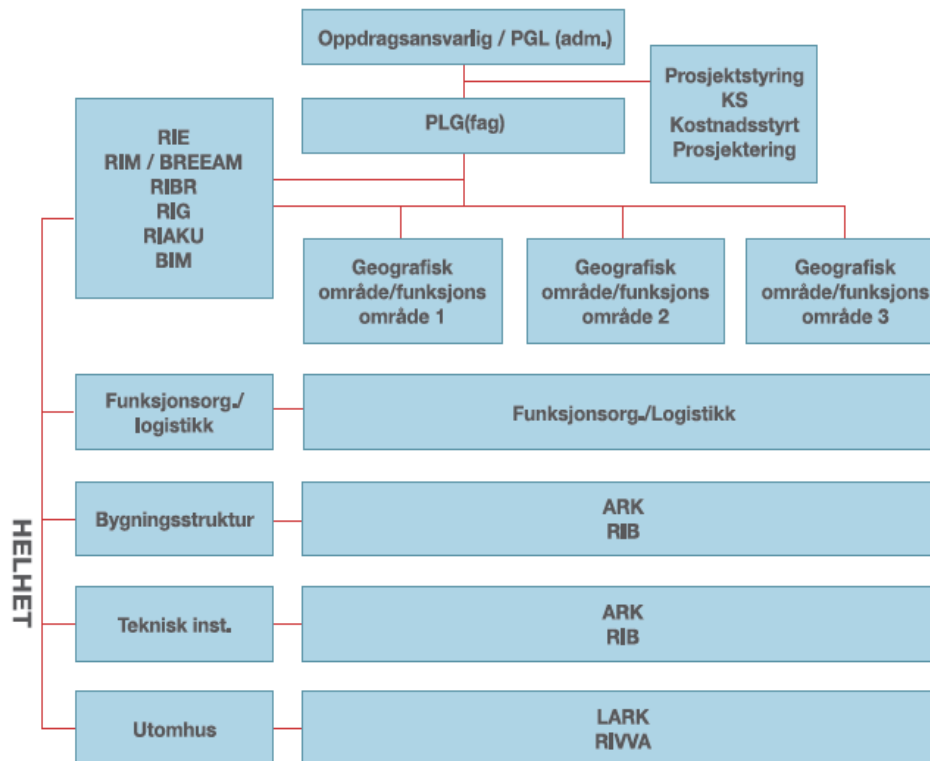 Oppdragsansvarlig / PGL (adm.)
Prosjektstyring
KS
Kostnadsstyrt
Prosjektering
PLG(fag)
RIE
RIM / BREEAM
RIBR
RIG
RIAKU
BIM
Geografisk
område/funksjons
område 1
Geografisk
område/funksjons
område 2
Geografisk
område/funksjons
område 3
HELHET
Funksjonsorg./
logistikk
Funksjonsorg./Logistikk
Bygningsstruktur
ARK
RIB
Teknisk inst.
ARK
RIB
Utomhus
LARK
RIVVA